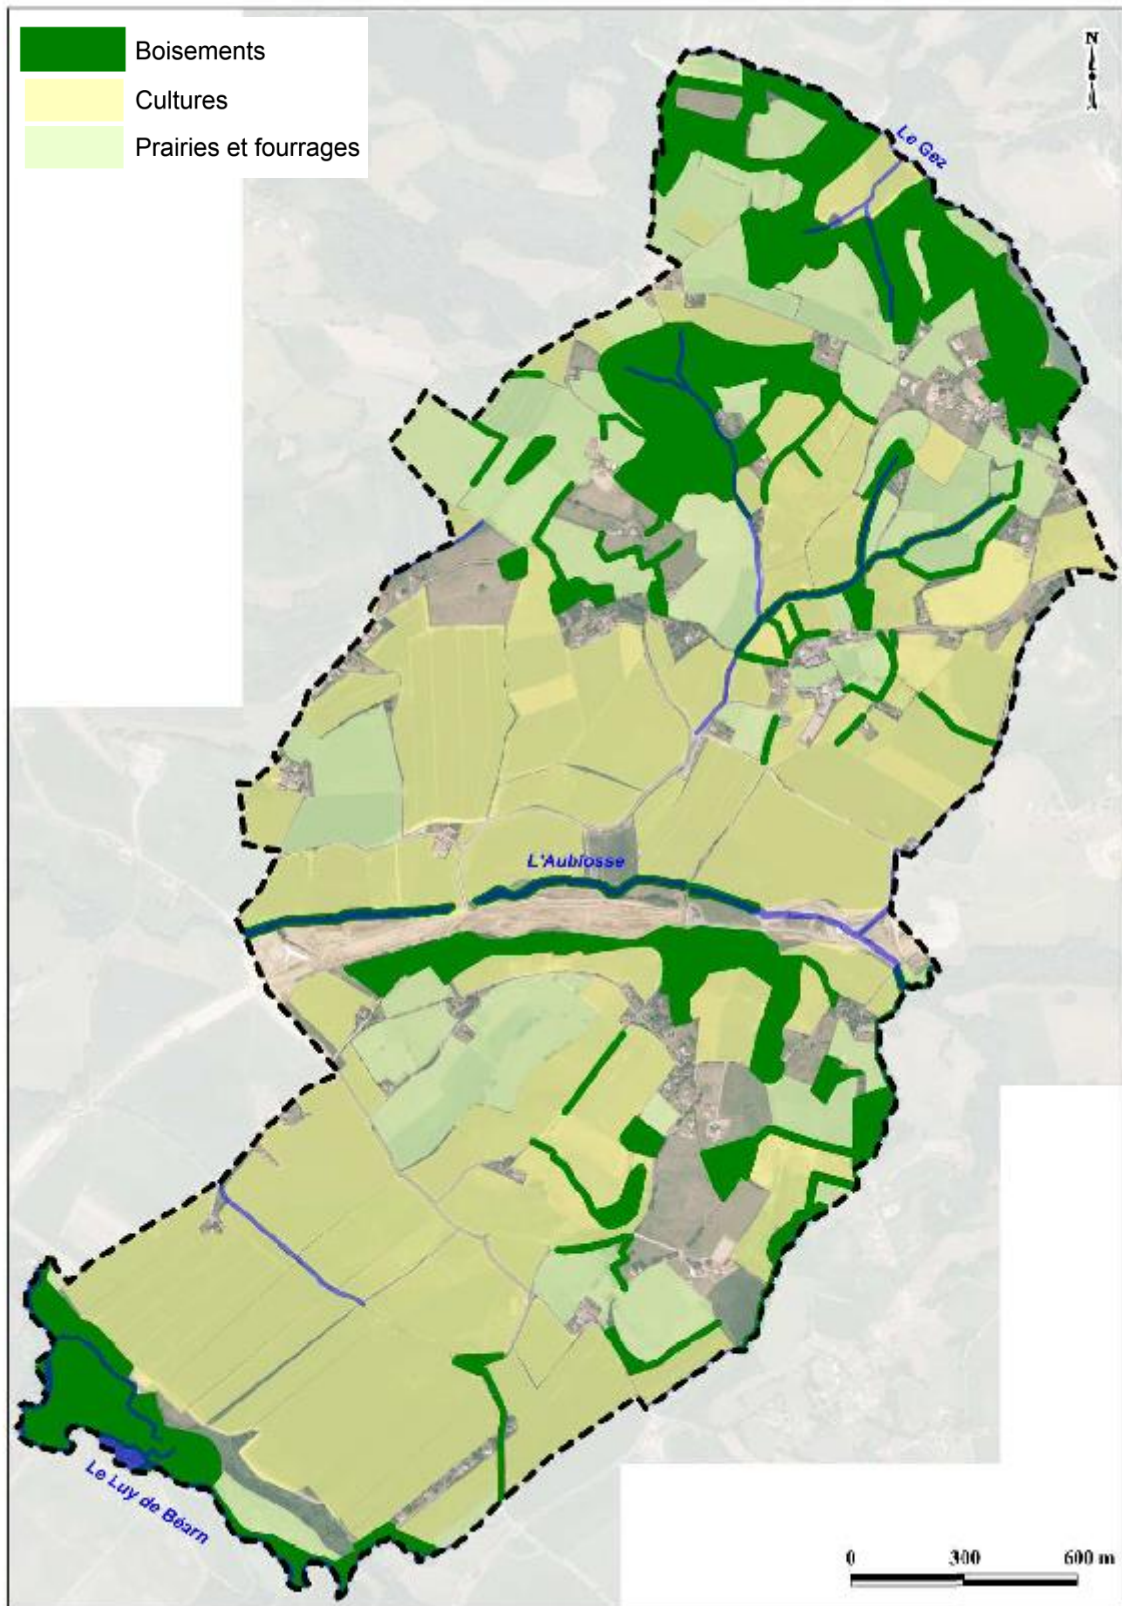 Boisements
Cultures
Prairies et fourrages
N
Le Gez
L'Aubiosse
Le Luy de Béarn
0 300 600 m